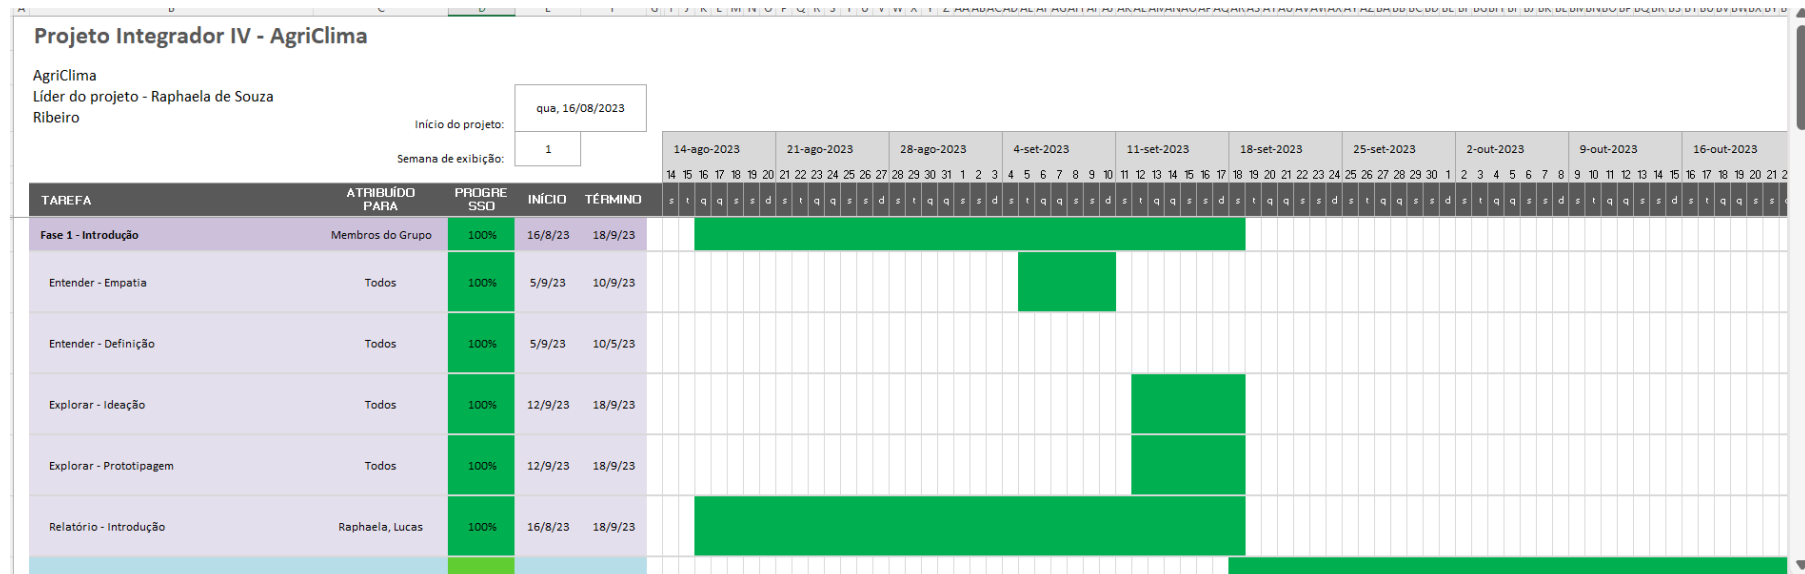 Projeto Integrador IV - AgriClima
AgriClima
Líder do projeto - Raphaela de Souza
Ribeiro
Início do projeto: qua, 16/08/2023
Semana de exibição: 1
14-ago-2023 21-ago-2023 28-ago-2023 4-set-2023 11-set-2023 18-set-2023 25-set-2023 2-out-2023 9-out-2023 16-out-2023
14 15 16 17 18 19 20 21 22 23 24 25 26 27 28 29 30 31 1 2 3 4 5 6 7 8 9 10 11 12 13 14 15 16 17 18 19 20 21 22 23 24 25 26 27 28 29 30 1 2 3 4 5 6 7 8 9 10 11 12 13 14 15 16 17 18 19 20 21
TAREFA ATRIBUÍDO PARA PROGRESSO INÍCIO TÉRMINO s t q q s s d s t q q s s d s t q q s s d s t q q s s d s t q q s s d s t q q s s d s t q q s s d s t q q s s d s t q q s s d s t q q s s
Fase 1 - Introdução Membros do Grupo 100% 16/8/23 18/9/23
Entender - Empatia Todos 100% 5/9/23 10/9/23
Entender - Definição Todos 100% 5/9/23 10/5/23
Explorar - Ideação Todos 100% 12/9/23 18/9/23
Explorar - Prototipagem Todos 100% 12/9/23 18/9/23
Relatório - Introdução Raphaela, Lucas 100% 16/8/23 18/9/23